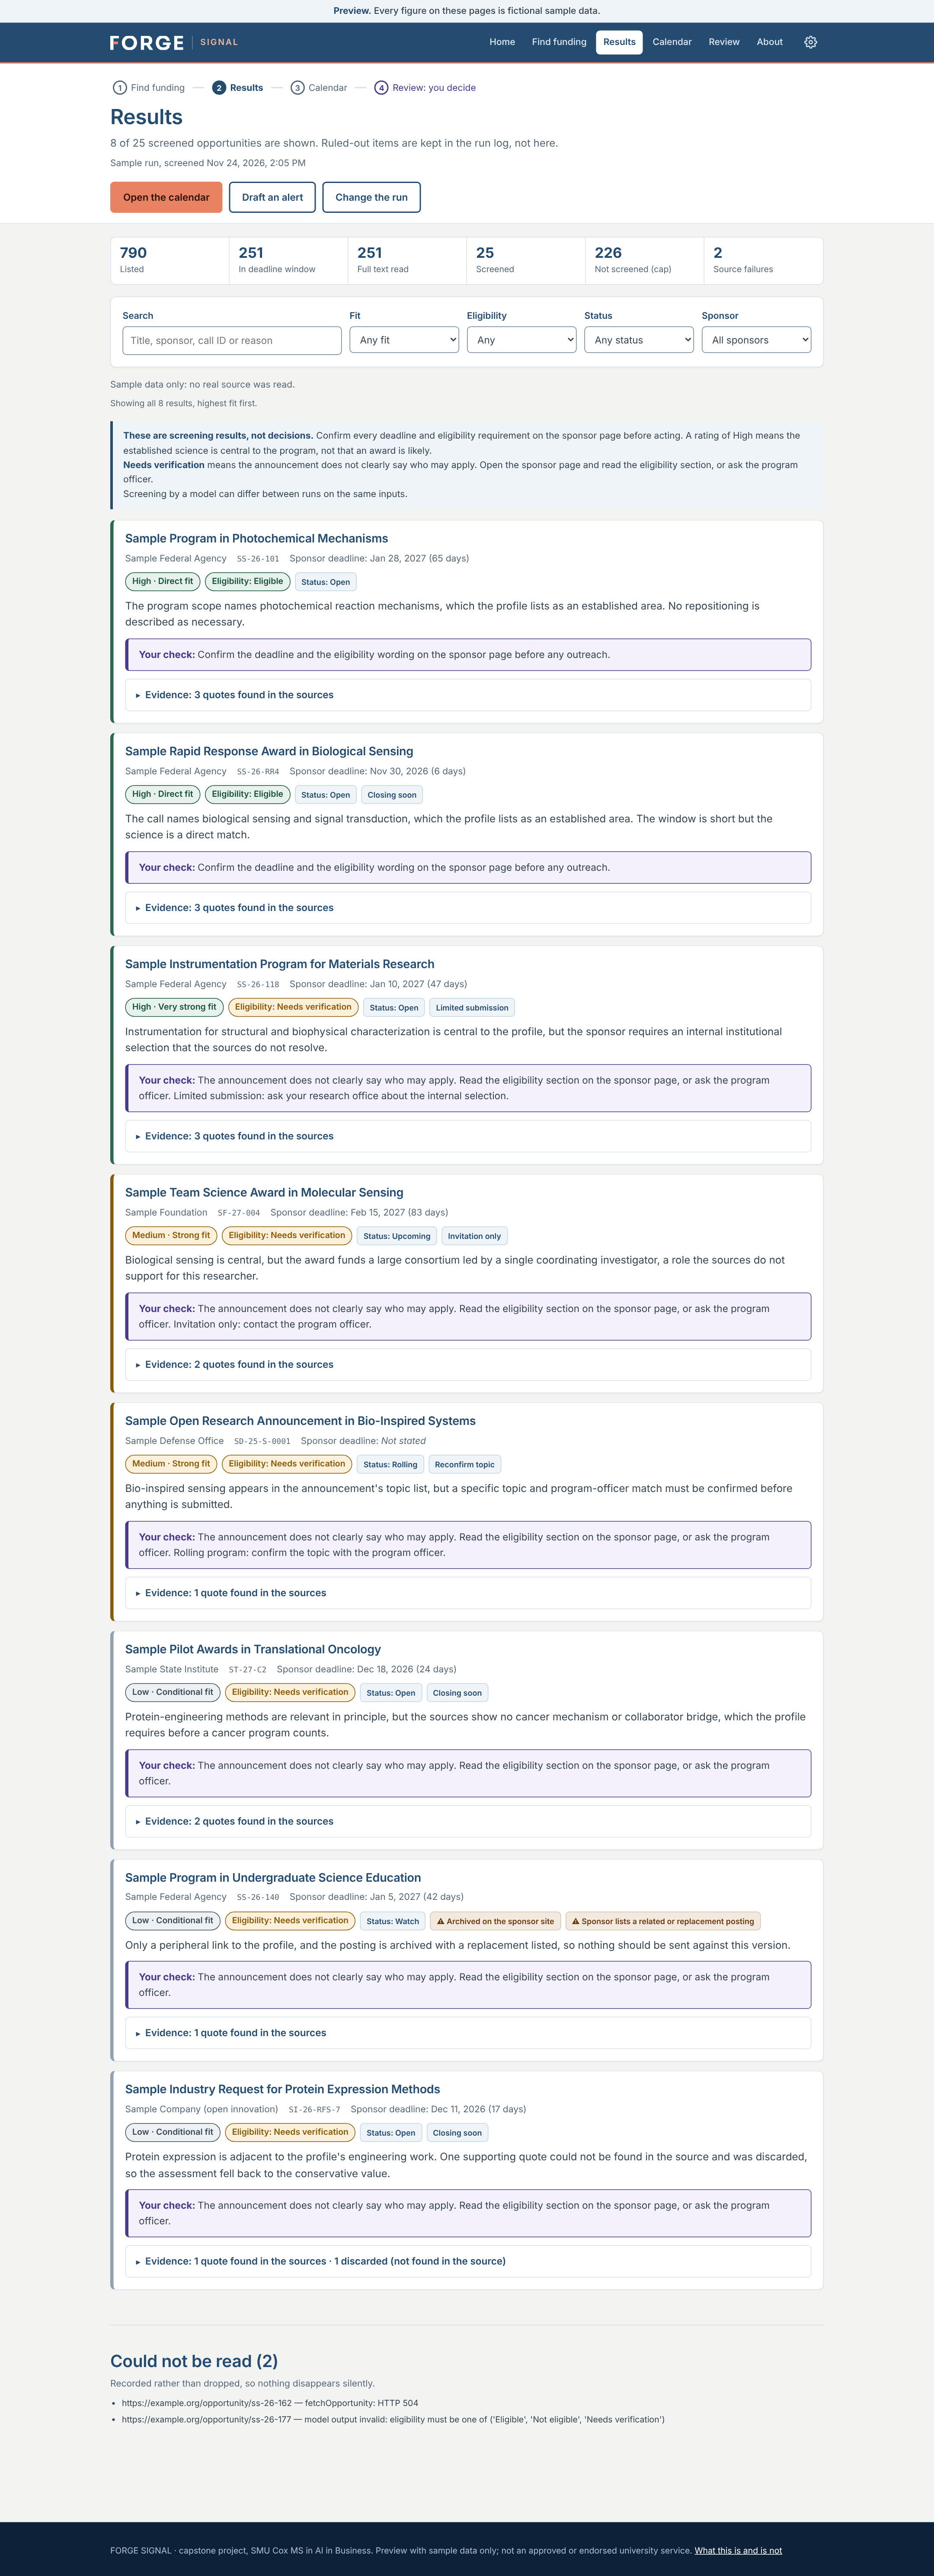 Preview. Every figure on these pages is fictional sample data.
FORGE SIGNAL
Home Find funding Results Calendar Review About
1 Find funding 2 Results 3 Calendar 4 Review: you decide
Results
8 of 25 screened opportunities are shown. Ruled-out items are kept in the run log, not here.
Sample run, screened Nov 24, 2026, 2:05 PM
Open the calendar Draft an alert Change the run
790 251 251 25 226 2
Listed In deadline window Full text read Screened Not screened (cap) Source failures
Search Fit Eligibility Status Sponsor
Title, sponsor, call ID or reason Any fit Any Any status All sponsors
Sample data only: no real source was read.
Showing all 8 results, highest fit first.
These are screening results, not decisions. Confirm every deadline and eligibility requirement on the sponsor page before acting. A rating of High means the
established science is central to the program, not that an award is likely.
Needs verification means the announcement does not clearly say who may apply. Open the sponsor page and read the eligibility section, or ask the program
officer.
Screening by a model can differ between runs on the same inputs.
Sample Program in Photochemical Mechanisms
Sample Federal Agency SS-26-101 Sponsor deadline: Jan 28, 2027 (65 days)
High · Direct fit Eligibility: Eligible Status: Open
The program scope names photochemical reaction mechanisms, which the profile lists as an established area. No repositioning is
described as necessary.
Your check: Confirm the deadline and the eligibility wording on the sponsor page before any outreach.
▸ Evidence: 3 quotes found in the sources
Sample Rapid Response Award in Biological Sensing
Sample Federal Agency SS-26-RR4 Sponsor deadline: Nov 30, 2026 (6 days)
High · Direct fit Eligibility: Eligible Status: Open Closing soon
The call names biological sensing and signal transduction, which the profile lists as an established area. The window is short but the
science is a direct match.
Your check: Confirm the deadline and the eligibility wording on the sponsor page before any outreach.
▸ Evidence: 3 quotes found in the sources
Sample Instrumentation Program for Materials Research
Sample Federal Agency SS-26-118 Sponsor deadline: Jan 10, 2027 (47 days)
High · Very strong fit Eligibility: Needs verification Status: Open Limited submission
Instrumentation for structural and biophysical characterization is central to the profile, but the sponsor requires an internal institutional
selection that the sources do not resolve.
Your check: The announcement does not clearly say who may apply. Read the eligibility section on the sponsor page, or ask the program
officer. Limited submission: ask your research office about the internal selection.
▸ Evidence: 3 quotes found in the sources
Sample Team Science Award in Molecular Sensing
Sample Foundation SF-27-004 Sponsor deadline: Feb 15, 2027 (83 days)
Medium · Strong fit Eligibility: Needs verification Status: Upcoming Invitation only
Biological sensing is central, but the award funds a large consortium led by a single coordinating investigator, a role the sources do not
support for this researcher.
Your check: The announcement does not clearly say who may apply. Read the eligibility section on the sponsor page, or ask the program
officer. Invitation only: contact the program officer.
▸ Evidence: 2 quotes found in the sources
Sample Open Research Announcement in Bio-Inspired Systems
Sample Defense Office SD-25-S-0001 Sponsor deadline: Not stated
Medium · Strong fit Eligibility: Needs verification Status: Rolling Reconfirm topic
Bio-inspired sensing appears in the announcement's topic list, but a specific topic and program-officer match must be confirmed before
anything is submitted.
Your check: The announcement does not clearly say who may apply. Read the eligibility section on the sponsor page, or ask the program
officer. Rolling program: confirm the topic with the program officer.
▸ Evidence: 1 quote found in the sources
Sample Pilot Awards in Translational Oncology
Sample State Institute ST-27-C2 Sponsor deadline: Dec 18, 2026 (24 days)
Low · Conditional fit Eligibility: Needs verification Status: Open Closing soon
Protein-engineering methods are relevant in principle, but the sources show no cancer mechanism or collaborator bridge, which the profile
requires before a cancer program counts.
Your check: The announcement does not clearly say who may apply. Read the eligibility section on the sponsor page, or ask the program
officer.
▸ Evidence: 2 quotes found in the sources
Sample Program in Undergraduate Science Education
Sample Federal Agency SS-26-140 Sponsor deadline: Jan 5, 2027 (42 days)
Low · Conditional fit Eligibility: Needs verification Status: Watch ⚠ Archived on the sponsor site ⚠ Sponsor lists a related or replacement posting
Only a peripheral link to the profile, and the posting is archived with a replacement listed, so nothing should be sent against this version.
Your check: The announcement does not clearly say who may apply. Read the eligibility section on the sponsor page, or ask the program
officer.
▸ Evidence: 1 quote found in the sources
Sample Industry Request for Protein Expression Methods
Sample Company (open innovation) SI-26-RFS-7 Sponsor deadline: Dec 11, 2026 (17 days)
Low · Conditional fit Eligibility: Needs verification Status: Open Closing soon
Protein expression is adjacent to the profile's engineering work. One supporting quote could not be found in the source and was discarded,
so the assessment fell back to the conservative value.
Your check: The announcement does not clearly say who may apply. Read the eligibility section on the sponsor page, or ask the program
officer.
▸ Evidence: 1 quote found in the sources · 1 discarded (not found in the source)
Could not be read (2)
Recorded rather than dropped, so nothing disappears silently.
• https://example.org/opportunity/ss-26-162 — fetchOpportunity: HTTP 504
• https://example.org/opportunity/ss-26-177 — model output invalid: eligibility must be one of ('Eligible', 'Not eligible', 'Needs verification')
FORGE SIGNAL · capstone project, SMU Cox MS in AI in Business. Preview with sample data only; not an approved or endorsed university service. What this is and is not